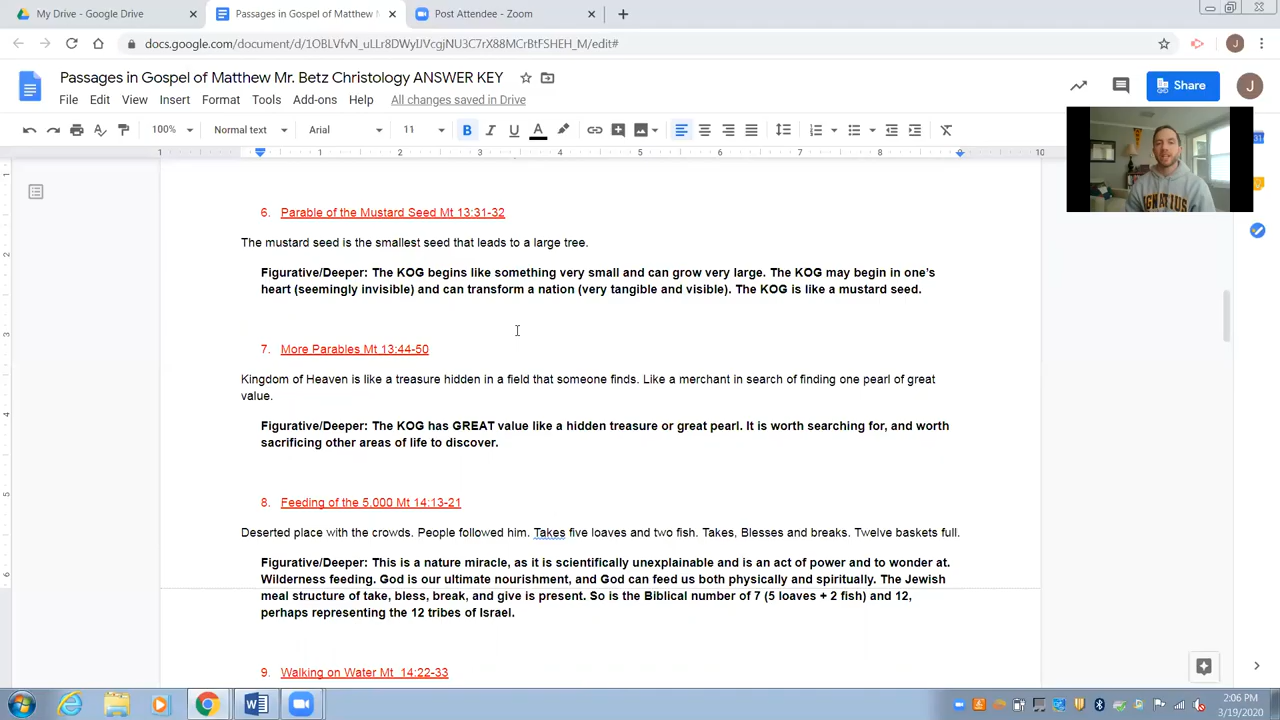 My Drive - Google Drive
Passages in Gospel of Matthew M
Post Attendee - Zoom
docs.google.com/document/d/1OBLVfvN_uLLr8DWyIJVcgjNU3C7rX88MCrBtFSHEH_M/edit#
J
Passages in Gospel of Matthew Mr. Betz Christology ANSWER KEY
Share
J
File Edit View Insert Format Tools Add-ons Help All changes saved in Drive
100% Normal text Arial 11 B I U A
1 1 2 3 4 5 6 7 8 9 10
IGNATIUS
6. Parable of the Mustard Seed Mt 13:31-32
The mustard seed is the smallest seed that leads to a large tree.
Figurative/Deeper: The KOG begins like something very small and can grow very large. The KOG may begin in one's
heart (seemingly invisible) and can transform a nation (very tangible and visible). The KOG is like a mustard seed.
7. More Parables Mt 13:44-50
Kingdom of Heaven is like a treasure hidden in a field that someone finds. Like a merchant in search of finding one pearl of great
value.
Figurative/Deeper: The KOG has GREAT value like a hidden treasure or great pearl. It is worth searching for, and worth
sacrificing other areas of life to discover.
8. Feeding of the 5,000 Mt 14:13-21
Deserted place with the crowds. People followed him. Takes five loaves and two fish. Takes, Blesses and breaks. Twelve baskets full.
Figurative/Deeper: This is a nature miracle, as it is scientifically unexplainable and is an act of power and to wonder at.
Wilderness feeding. God is our ultimate nourishment, and God can feed us both physically and spiritually. The Jewish
meal structure of take, bless, break, and give is present. So is the Biblical number of 7 (5 loaves + 2 fish) and 12,
perhaps representing the 12 tribes of Israel.
9. Walking on Water Mt 14:22-33
2:06 PM
3/19/2020